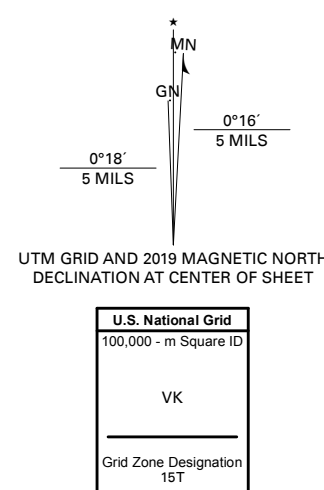 ★
MN
GN
0°16´
5 MILS
0°18´
5 MILS
UTM GRID AND 2019 MAGNETIC NORTH
DECLINATION AT CENTER OF SHEET
U.S. National Grid
100,000 - m Square ID
VK
Grid Zone Designation
15T